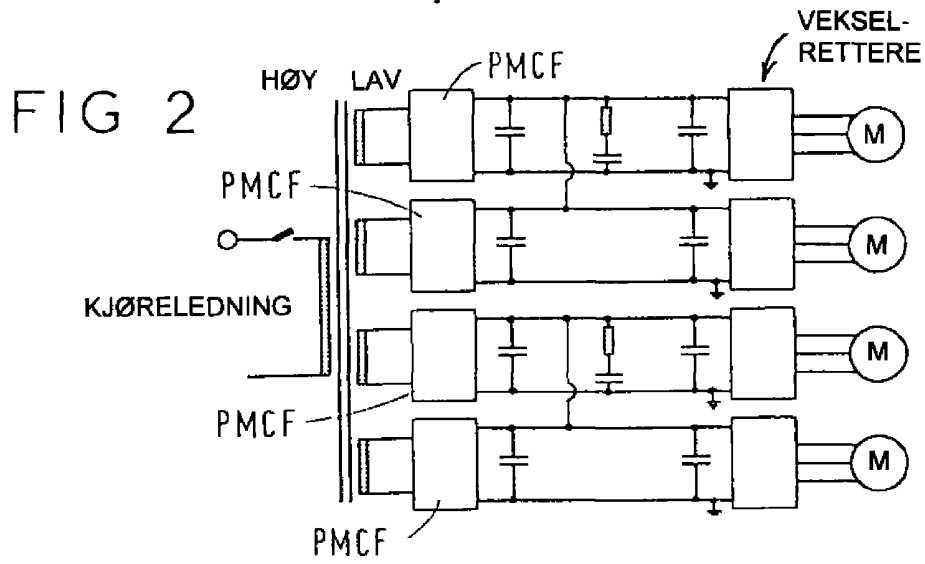 VEKSEL-
RETTERE
FIG 2
HØY LAV
PMCF
M
PMCF
M
KJØRELEDNING
M
PMCF
M
PMCF